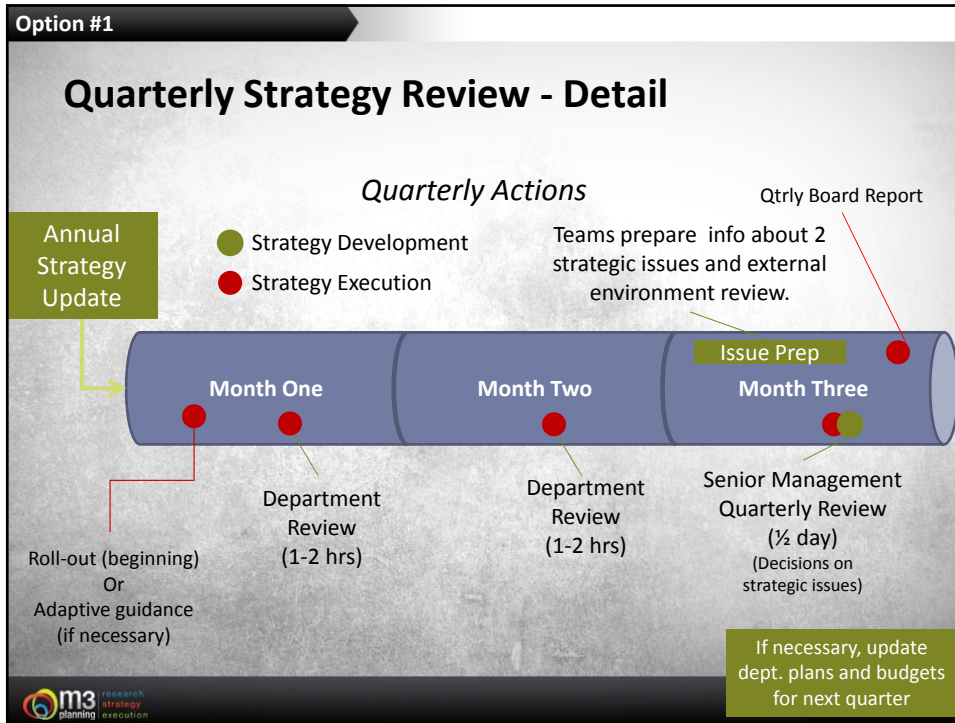 Option #1
Quarterly Strategy Review - Detail
Quarterly Actions
Qtrly Board Report
Annual
Strategy
Update
Strategy Development
Strategy Execution
Teams prepare info about 2
strategic issues and external
environment review.
Issue Prep
Month One
Month Two
Month Three
Roll-out (beginning)
Or
Adaptive guidance
(if necessary)
Department
Review
(1-2 hrs)
Department
Review
(1-2 hrs)
Senior Management
Quarterly Review
(½ day)
(Decisions on
strategic issues)
If necessary, update
dept. plans and budgets
for next quarter
m3
planning
research
strategy
execution